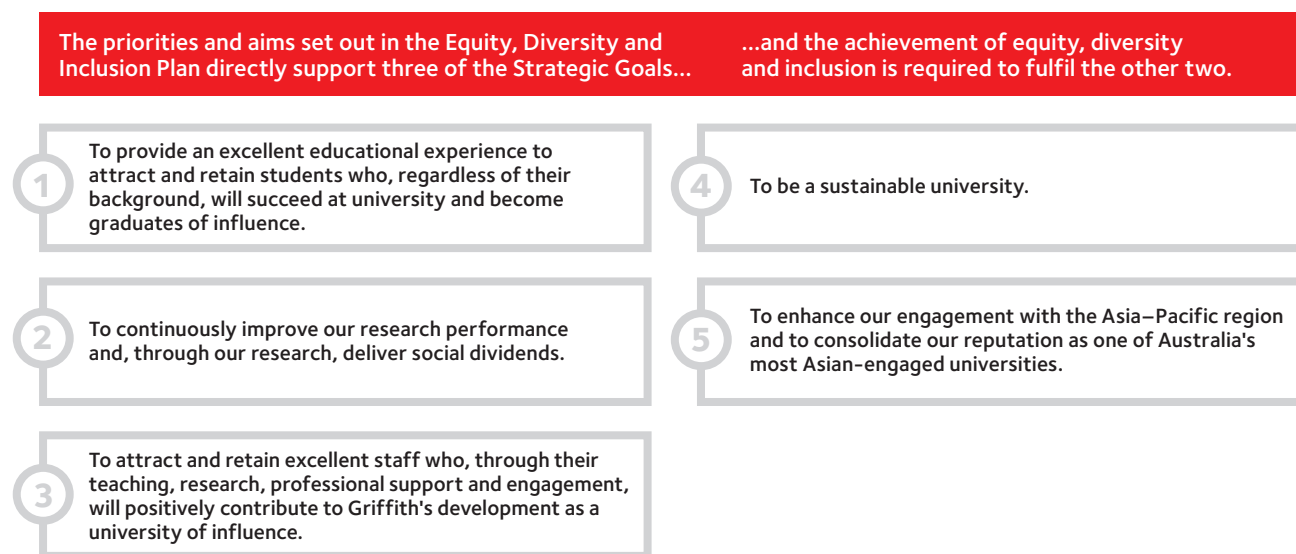 The priorities and aims set out in the Equity, Diversity and
Inclusion Plan directly support three of the Strategic Goals...
...and the achievement of equity, diversity
and inclusion is required to fulfil the other two.
1
To provide an excellent educational experience to
attract and retain students who, regardless of their
background, will succeed at university and become
graduates of influence.
2
To continuously improve our research performance
and, through our research, deliver social dividends.
3
To attract and retain excellent staff who, through their
teaching, research, professional support and engagement,
will positively contribute to Griffith's development as a
university of influence.
4
To be a sustainable university.
5
To enhance our engagement with the Asia–Pacific region
and to consolidate our reputation as one of Australia's
most Asian-engaged universities.